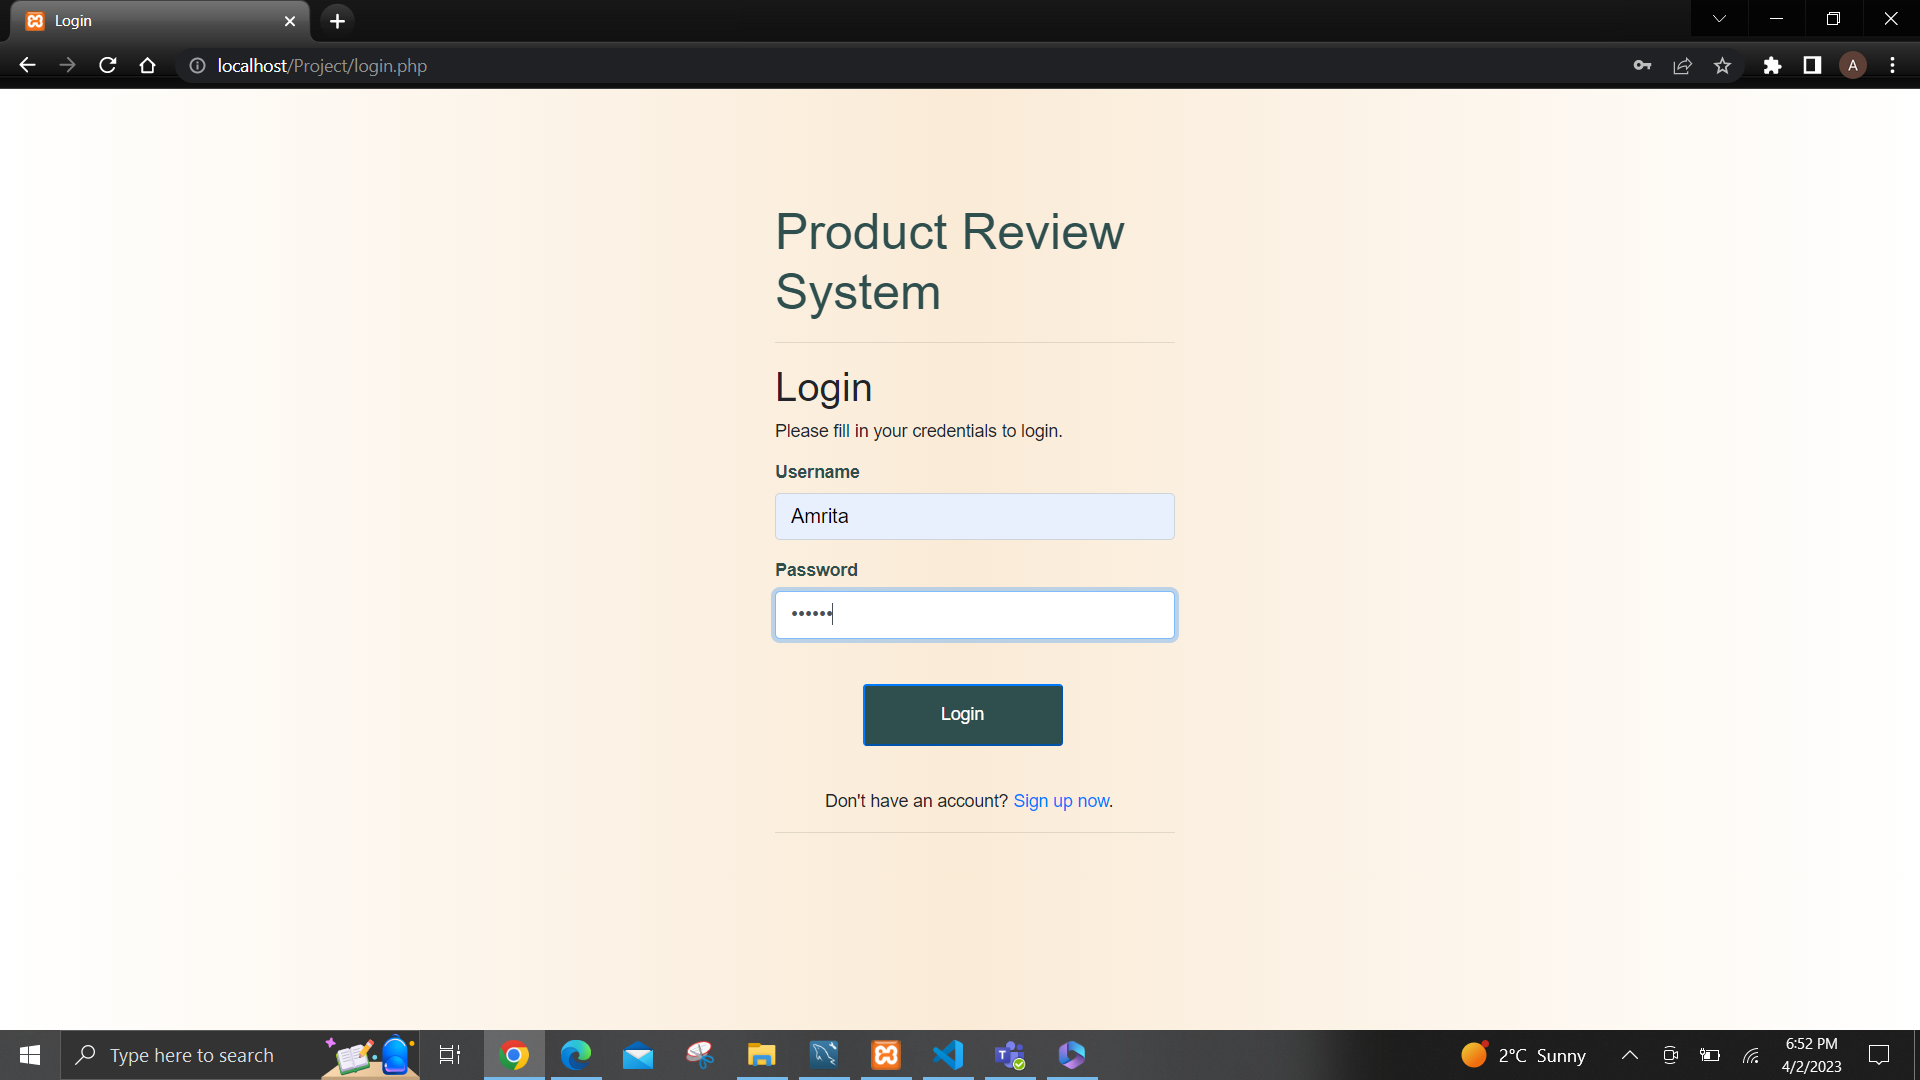 Login
localhost/Project/login.php
A
Product Review
System
Login
Please fill in your credentials to login.
Username
Amrita
Password
••••••
Login
Don't have an account? Sign up now.
Type here to search
2°C Sunny
6:52 PM
4/2/2023